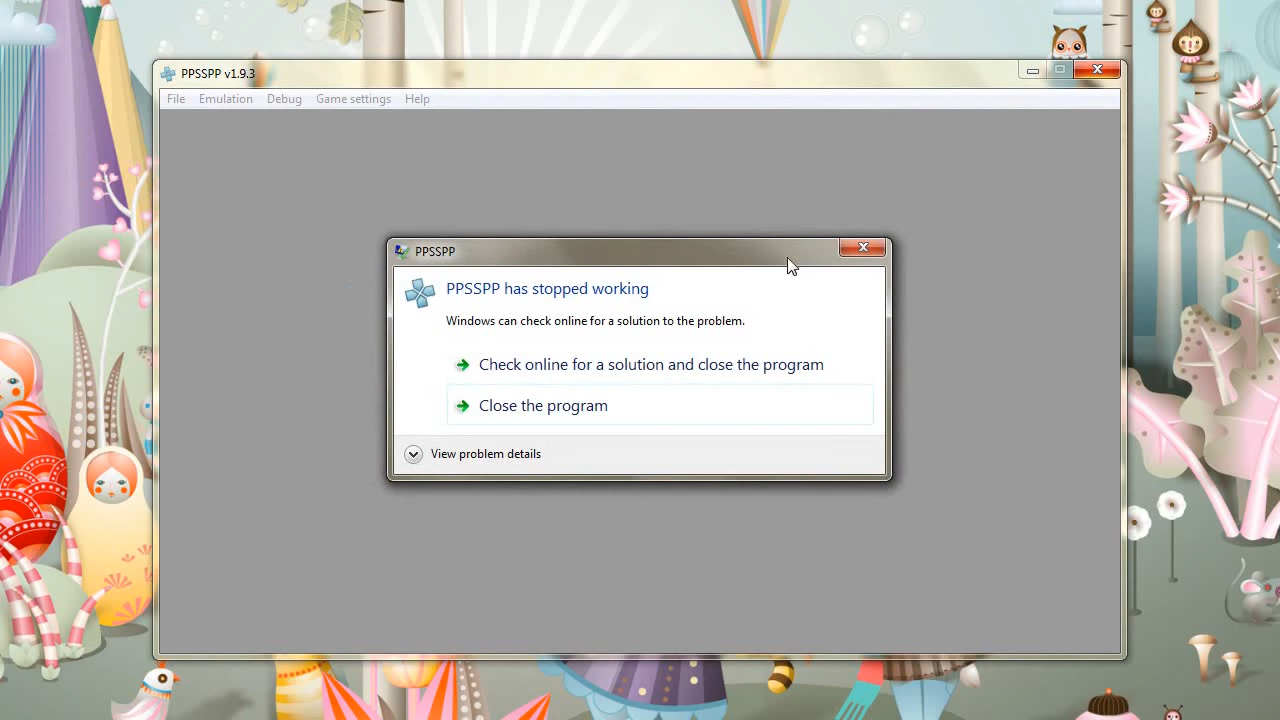 PPSSPP v1.9.3
File Emulation Debug Game settings Help
PPSSPP
PPSSPP has stopped working
Windows can check online for a solution to the problem.
Check online for a solution and close the program
Close the program
View problem details